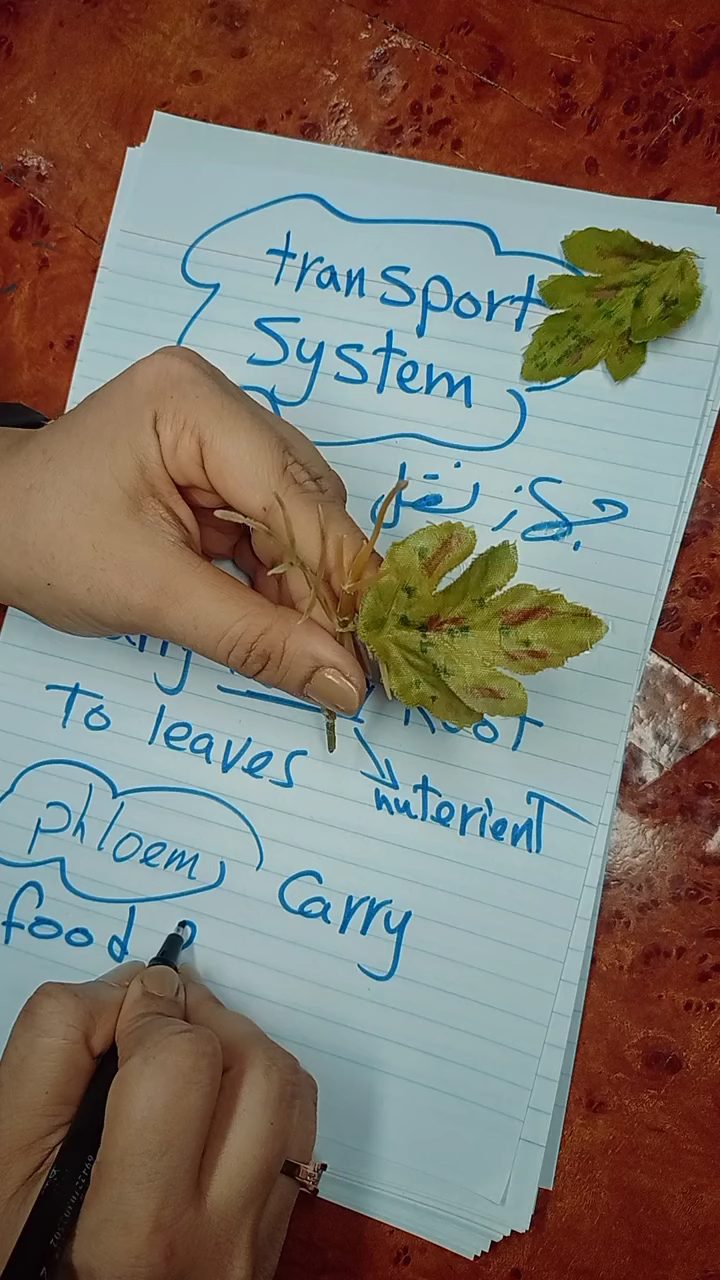 transport
system
جهاز نقل
To leaves Root
nuterient
phloem, Carry
food